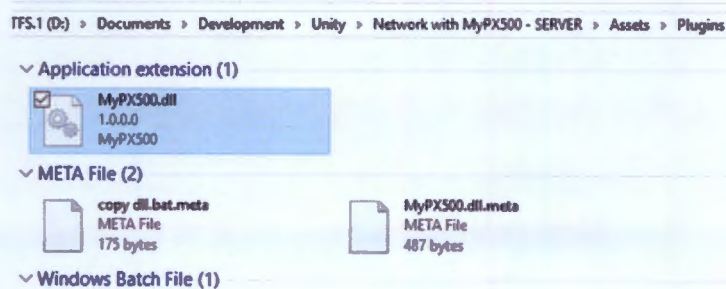 TFS.1 (D:) > Documents > Development > Unity > Network with MyPX500 - SERVER > Assets > Plugins
Application extension (1)
MyPX500.dll
1.0.0.0
MyPX500
META File (2)
copy dll.bat.meta
META File
175 bytes
MyPX500.dll.meta
META File
487 bytes
Windows Batch File (1)